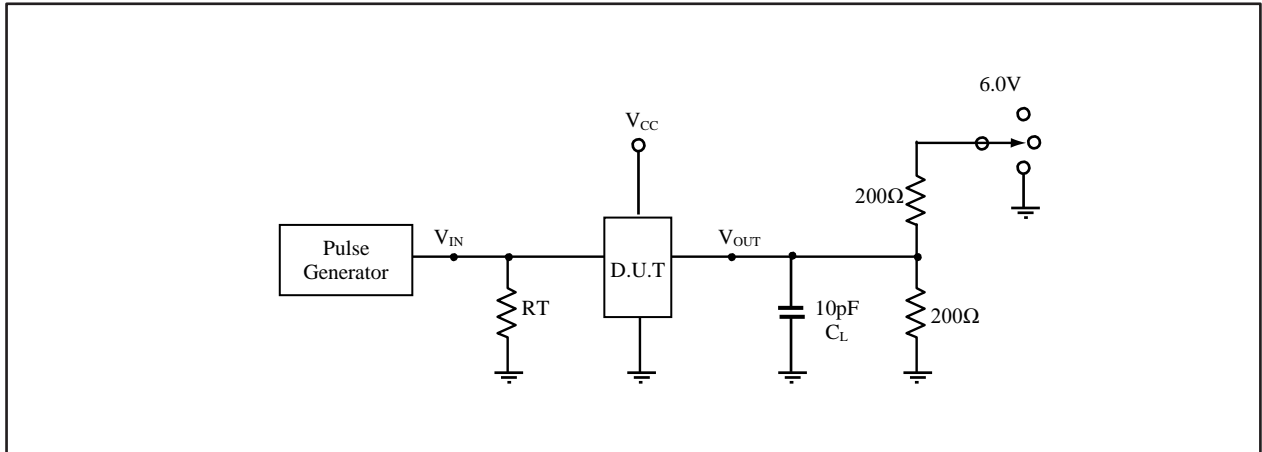 6.0V
V_CC
200Ω
Pulse
Generator
V_IN
D.U.T
V_OUT
RT
10pF
C_L
200Ω